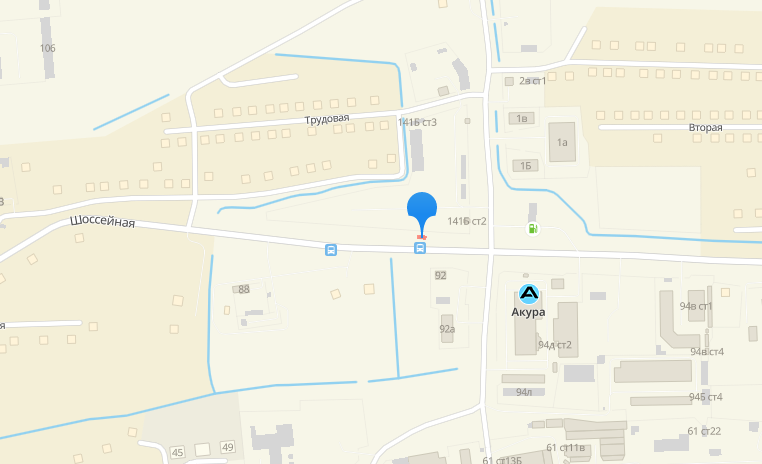 106
2в ст1
Трудовая
141Б ст3
1в
1а
Вторая
1Б
Шоссейная
141Б ст2
92
88
Акура
94в ст1
92а
94д ст2
94в ст4
94л
94Б ст4
45
49
61 ст22
61 ст11в
61 ст13Б